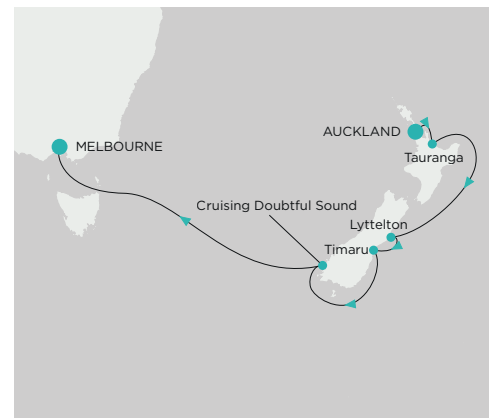 AUCKLAND
MELBOURNE
Tauranga
Cruising Doubtful Sound
Lyttelton
Timaru